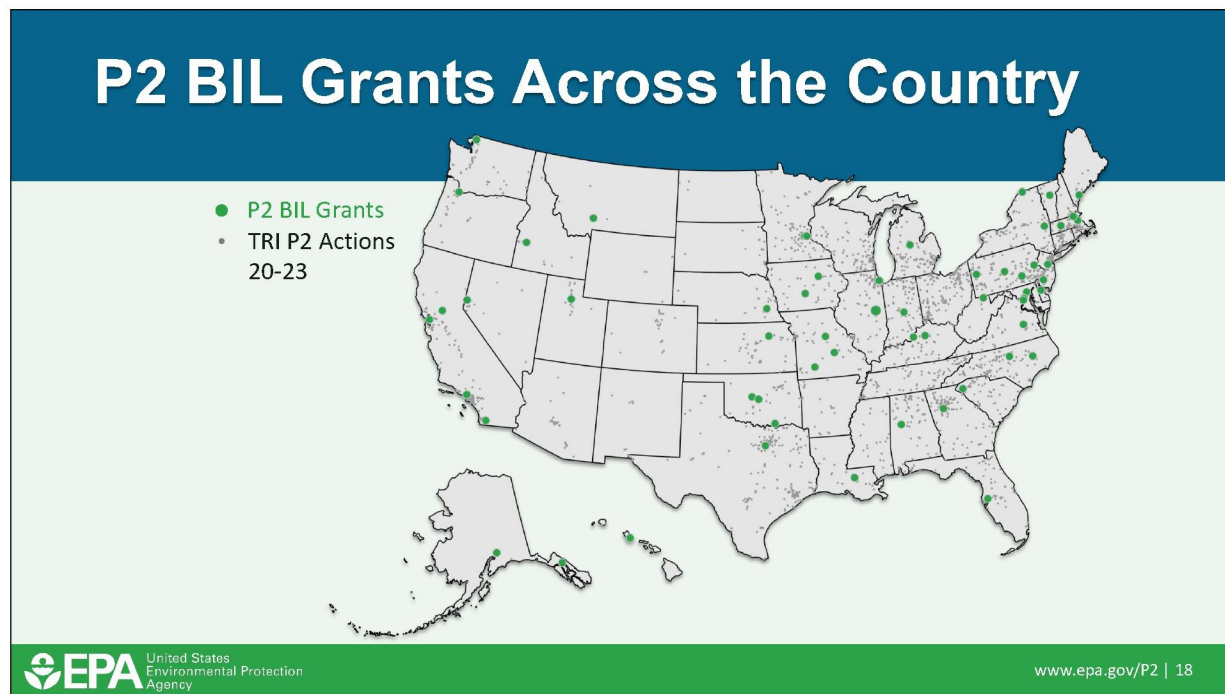 P2 BIL Grants Across the Country
P2 BIL Grants
TRI P2 Actions
20-23
EPA
United States
Environmental Protection
Agency
www.epa.gov/P2 | 18